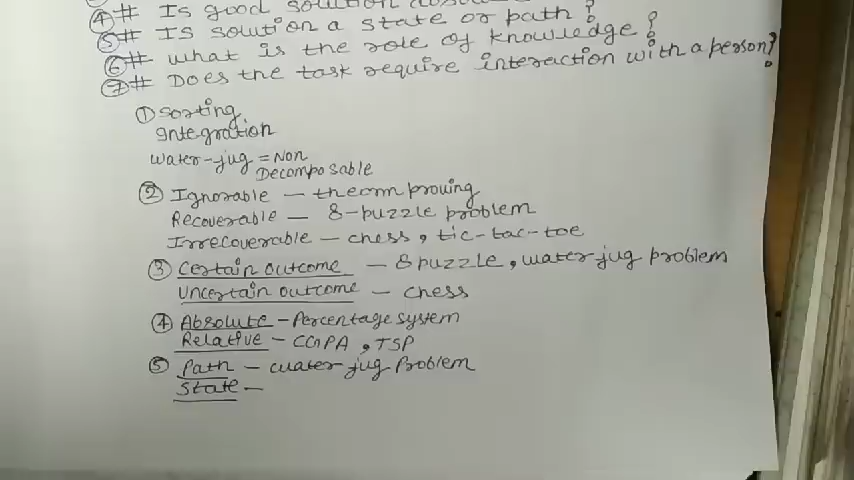 ④# Is good solution absolu
⑤# Is solution a state or path?
⑥# what is the role of knowledge?
⑦# Does the task require interaction with a person?
① Sorting
Integration
water-jug = Non
Decomposable
② Ignorable - theorm proving
Recoverable - 8-puzzle problem
Irrecoverable - chess, tic-tac-toe
③ Certain outcome - 8 puzzle, water jug problem
Uncertain outcome - chess
④ Absolute - Percentage system
Relative - CGPA, TSP
⑤ Path - water-jug Problem
State -